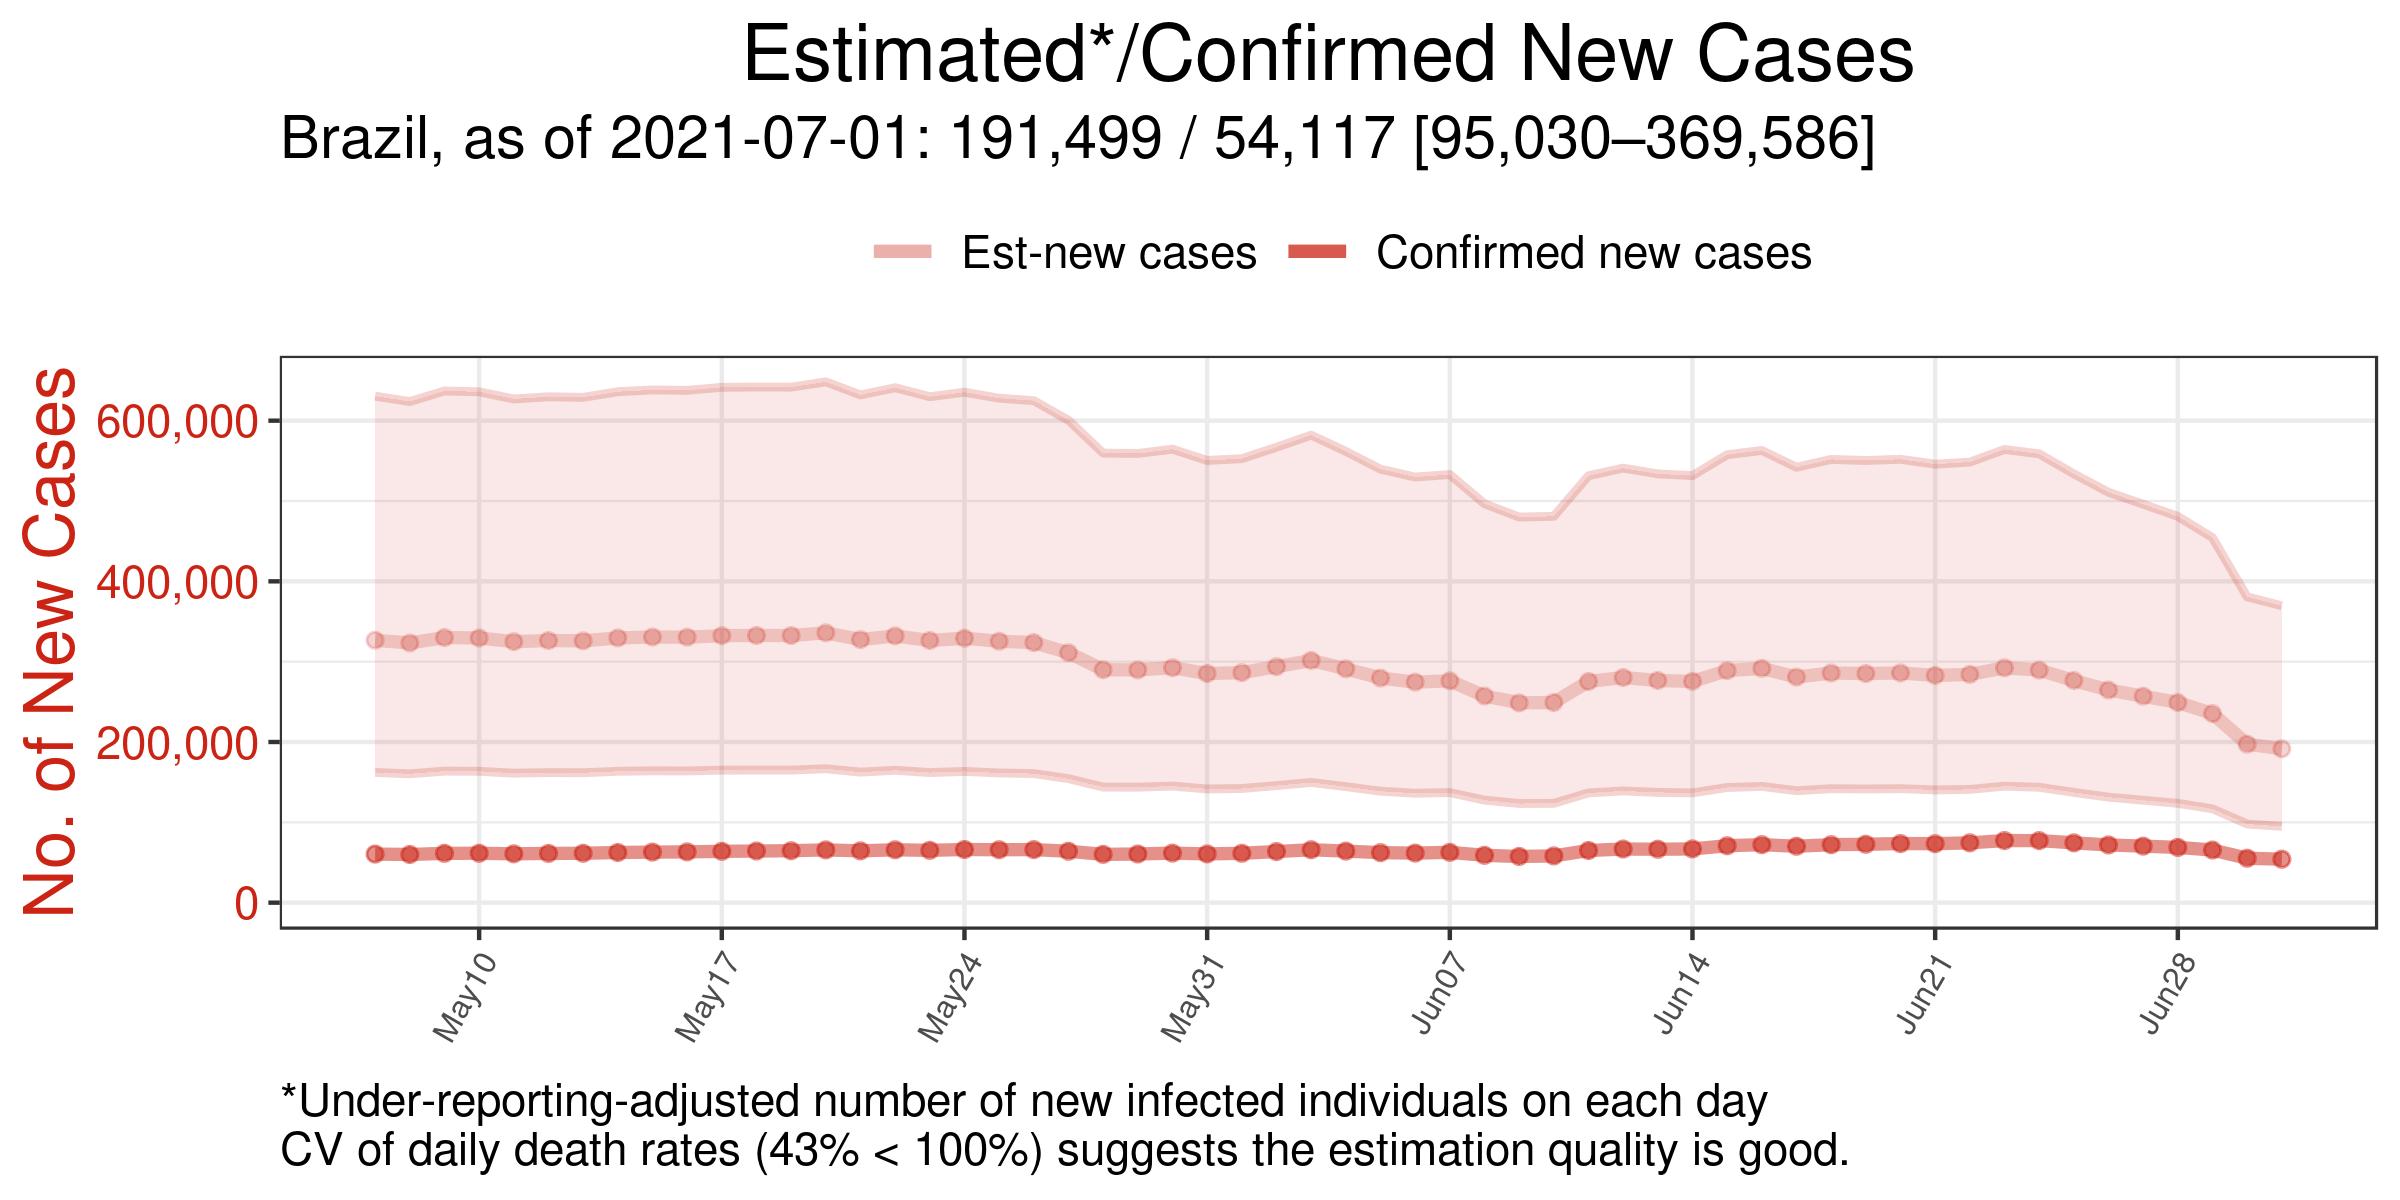 Estimated*/Confirmed New Cases
Brazil, as of 2021-07-01: 191,499 / 54,117 [95,030–369,586]
Est-new cases
Confirmed new cases
No. of New Cases
600,000
400,000
200,000
0
May10
May17
May24
May31
Jun07
Jun14
Jun21
Jun28
*Under-reporting-adjusted number of new infected individuals on each day
CV of daily death rates (43% < 100%) suggests the estimation quality is good.